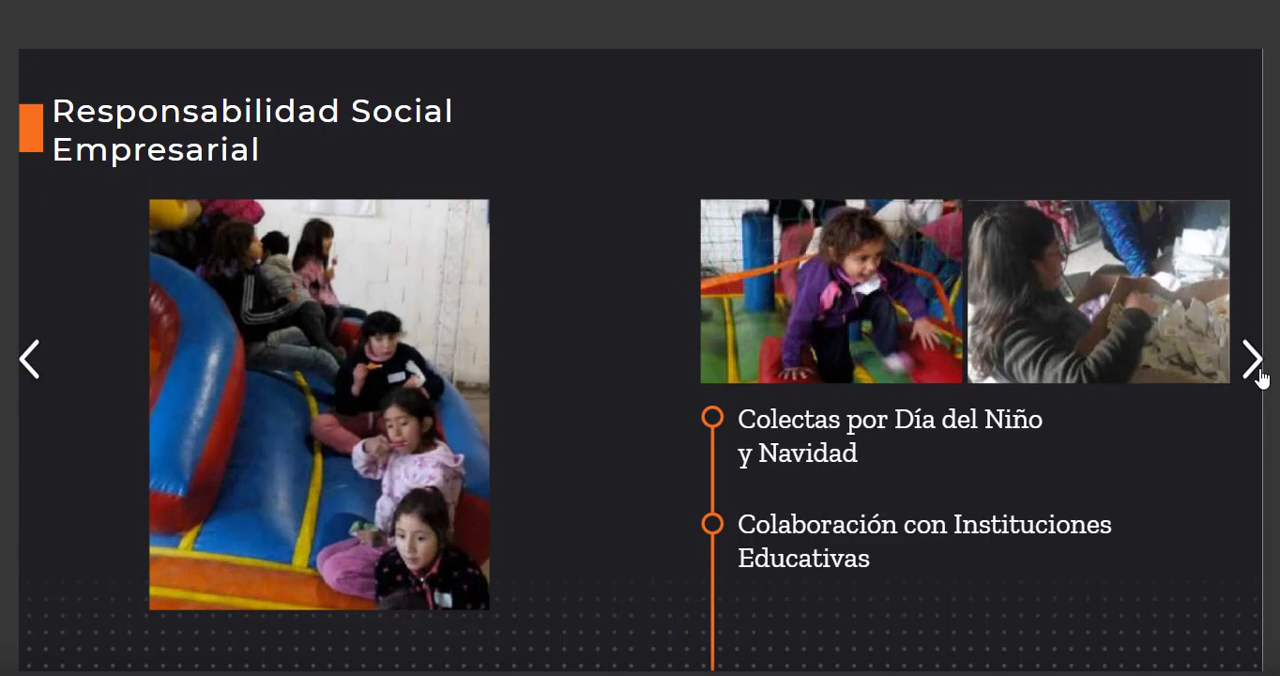 Responsabilidad Social
Empresarial
Colectas por Día del Niño
y Navidad
Colaboración con Instituciones
Educativas